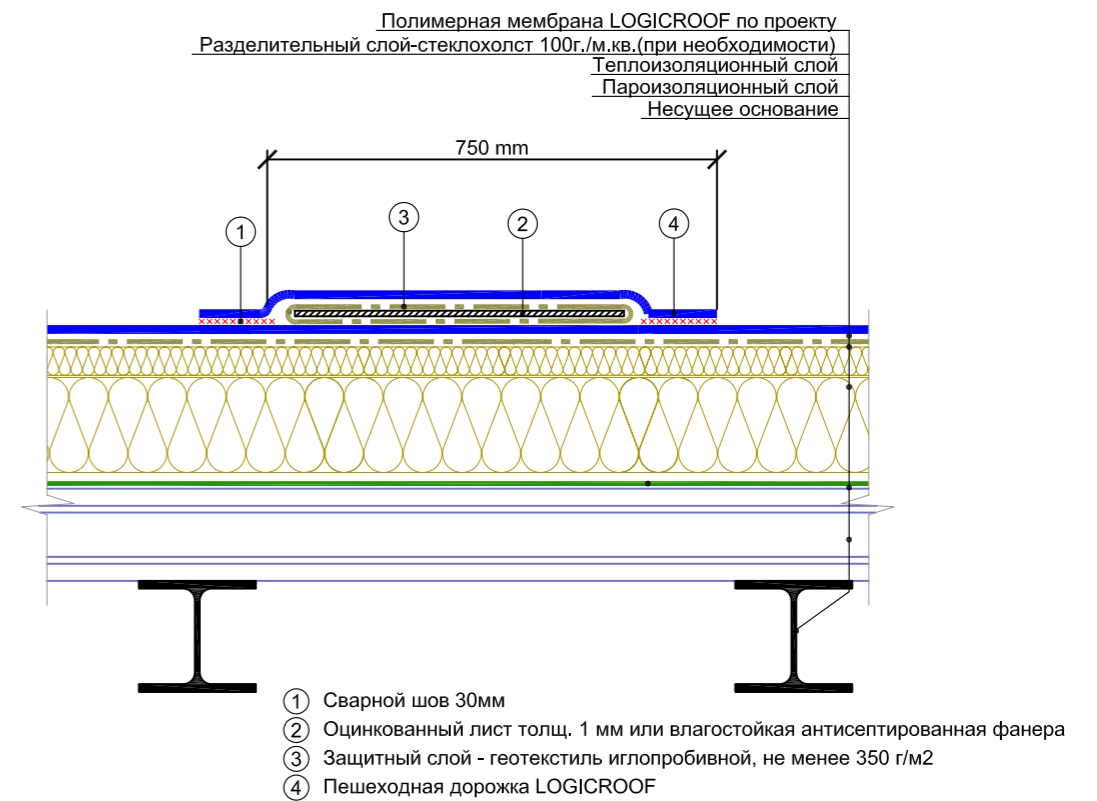 Полимерная мембрана LOGICROOF по проекту
Разделительный слой-стеклохолст 100г./м.кв.(при необходимости)
Теплоизоляционный слой
Пароизоляционный слой
Несущее основание
750 mm
1
3
2
4
1 Сварной шов 30мм
2 Оцинкованный лист толщ. 1 мм или влагостойкая антисептированная фанера
3 Защитный слой - геотекстиль иглопробивной, не менее 350 г/м2
4 Пешеходная дорожка LOGICROOF